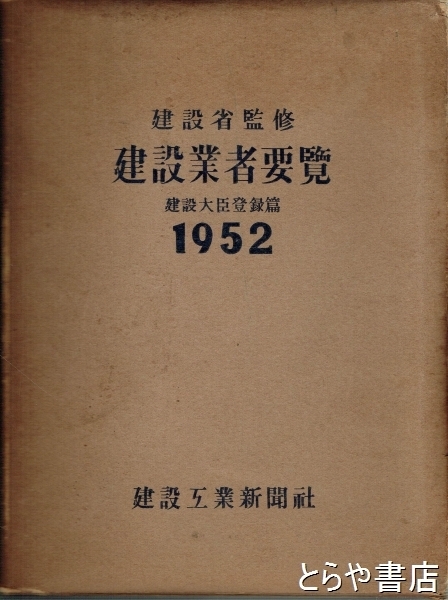 建設省監修
建設業者要覽
建設大臣登録篇
1952
建設工業新聞社
とらや書店